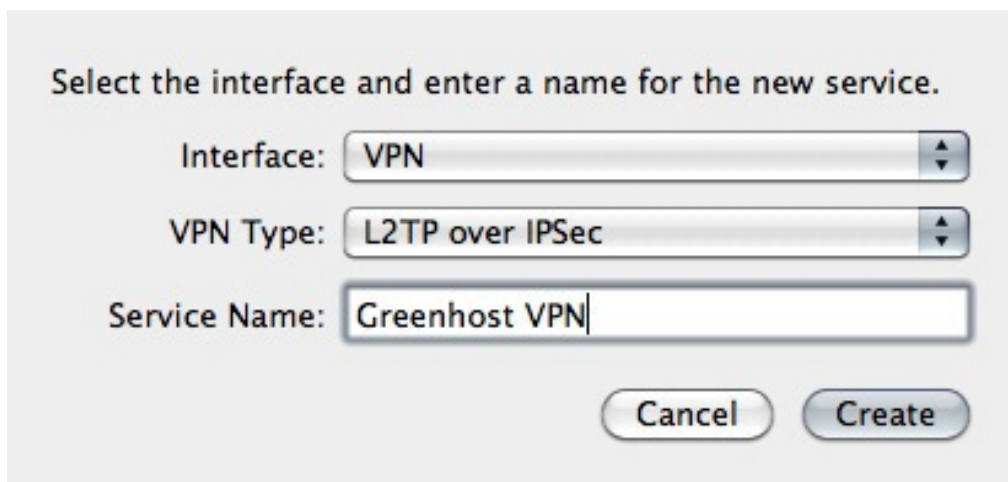 Select the interface and enter a name for the new service.
Interface: VPN
VPN Type: L2TP over IPSec
Service Name: Greenhost VPN
Cancel Create